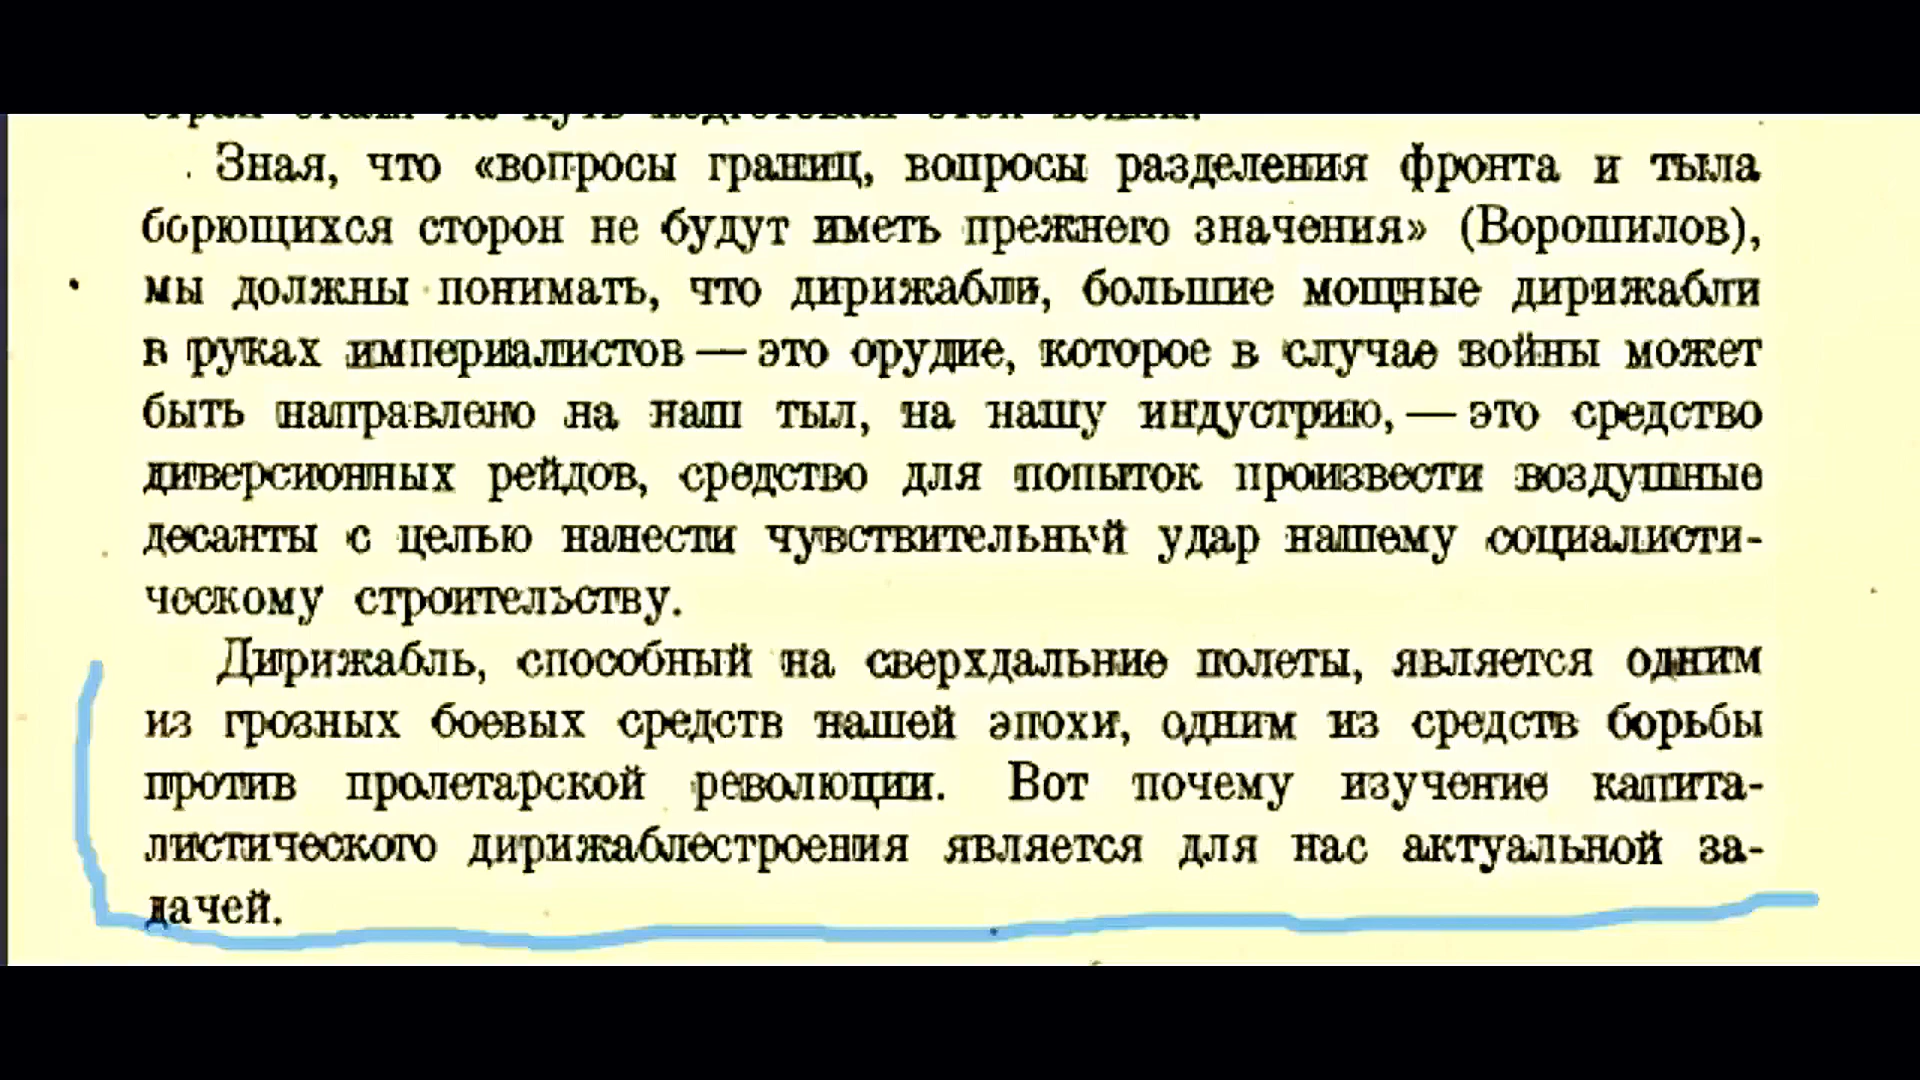 Зная, что «вопросы границ, вопросы разделения фронта и тыла
борющихся сторон не будут иметь прежнего значения» (Ворошилов),
мы должны понимать, что дирижабли, большие мощные дирижабли
в руках империалистов — это орудие, которое в случае войны может
быть направлено на наш тыл, на нашу индустрию, — это средство
диверсионных рейдов, средство для попыток произвести воздушные
десанты с целью нанести чувствительный удар нашему социалисти-
ческому строительству.
Дирижабль, способный на сверхдальние полеты, является одним
из грозных боевых средств нашей эпохи, одним из средств борьбы
против пролетарской революции. Вот почему изучение капита-
листического дирижаблестроения является для нас актуальной за-
дачей.